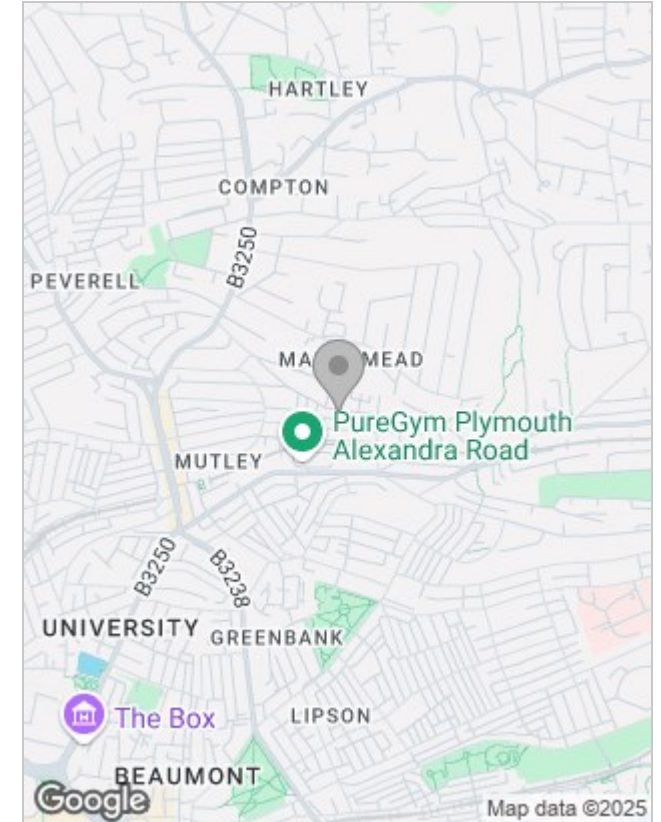 HARTLEY
COMPTON
B3250
PEVERELL
MA MEAD
PureGym Plymouth
Alexandra Road
MUTLEY
B3250
B3238
UNIVERSITY
GREENBANK
The Box
LIPSON
BEAUMONT
Google
Map data ©2025